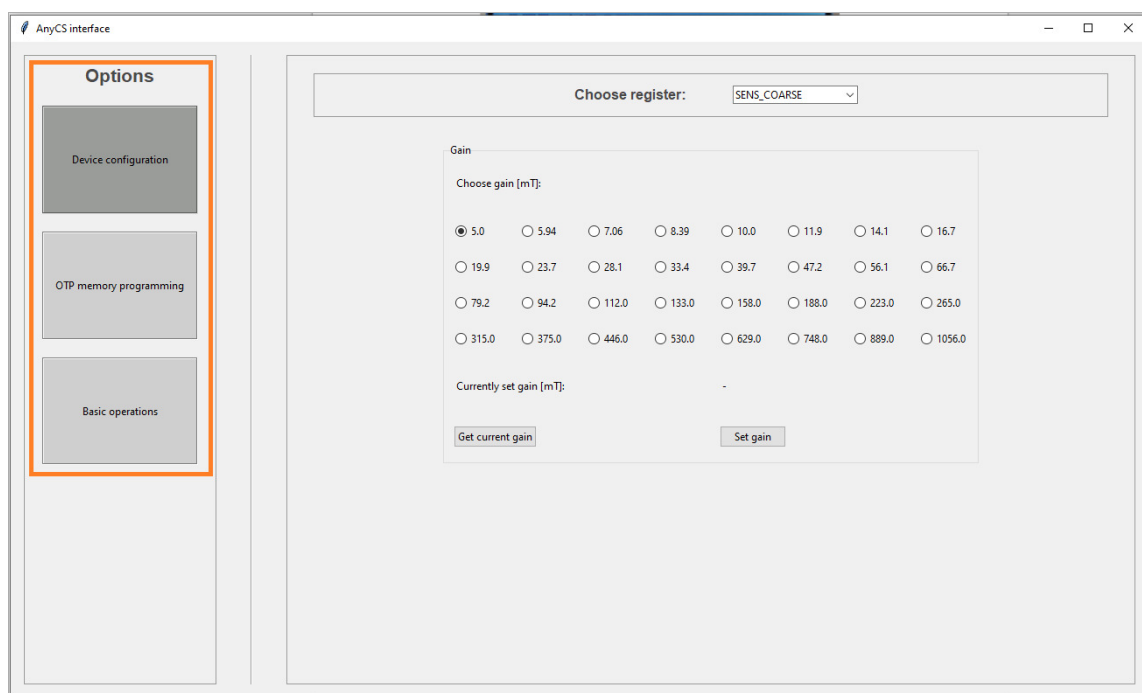 AnyCS interface
Options
Device configuration
OTP memory programming
Basic operations
Choose register: SENS_COARSE
Gain
Choose gain [mT]:
5.0 5.94 7.06 8.39 10.0 11.9 14.1 16.7
19.9 23.7 28.1 33.4 39.7 47.2 56.1 66.7
79.2 94.2 112.0 133.0 158.0 188.0 223.0 265.0
315.0 375.0 446.0 530.0 629.0 748.0 889.0 1056.0
Currently set gain [mT]: -
Get current gain Set gain